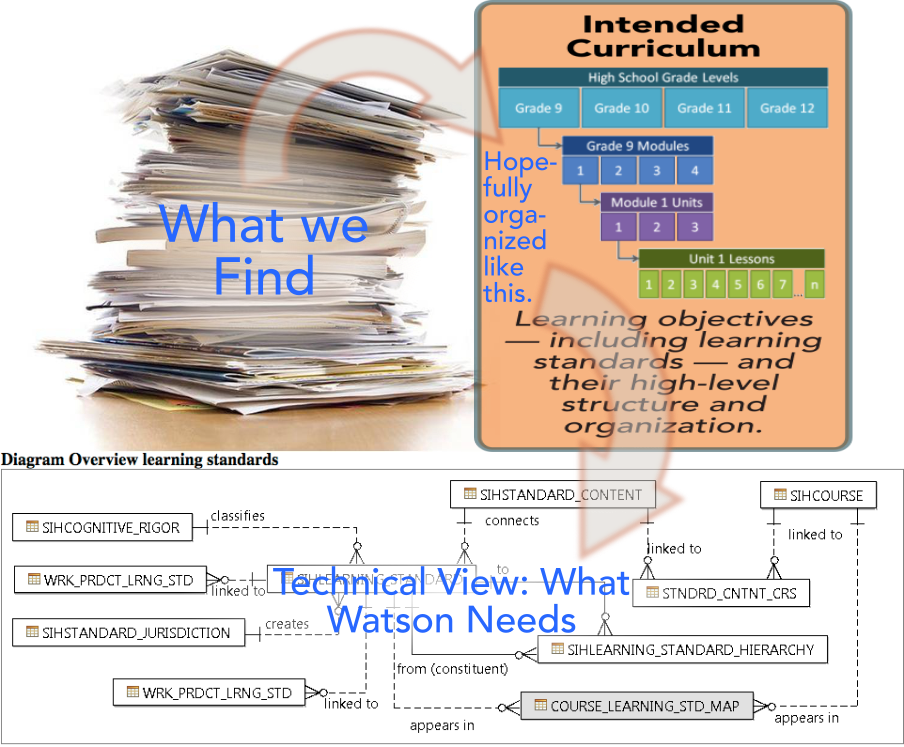 What we
Find
Intended
Curriculum
High School Grade Levels
Grade 9 Grade 10 Grade 11 Grade 12
Grade 9 Modules
1 2 3 4
Module 1 Units
1 2 3
Unit 1 Lessons
1 2 3 4 5 6 7 ... n
Hope-
fully
orga-
nized
like
this.
Learning objectives
— including learning
standards — and
their high-level
structure and
organization.
Diagram Overview learning standards
SIHSTANDARD_CONTENT
SIHCOURSE
SIHCOGNITIVE_RIGOR
classifies
connects
linked to
linked to
WRK_PRDCT_LRNG_STD
linked to
SIHLEARNING_STANDARD
to
STNDRD_CNTNT_CRS
Technical View: What
Watson Needs
SIHSTANDARD_JURISDICTION
creates
SIHLEARNING_STANDARD_HIERARCHY
from (constituent)
WRK_PRDCT_LRNG_STD
linked to
COURSE_LEARNING_STD_MAP
appears in
appears in